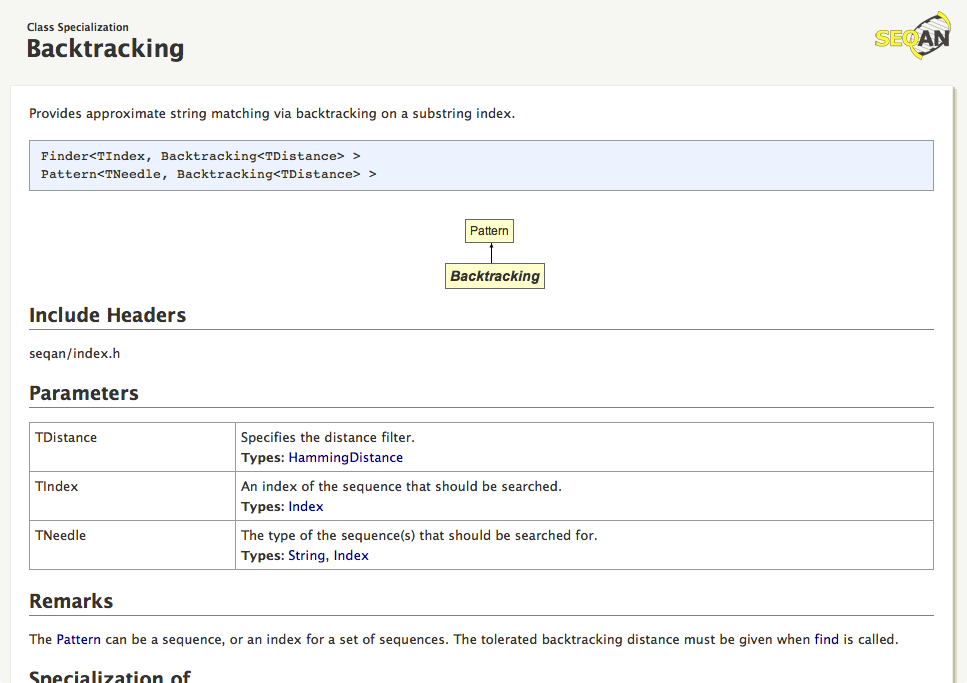 Class Specialization
Backtracking
SEQAN
Provides approximate string matching via backtracking on a substring index.
Finder<TIndex, Backtracking<TDistance> >
Pattern<TNeedle, Backtracking<TDistance> >
Pattern
Backtracking
Include Headers
seqan/index.h
Parameters
TDistance
Specifies the distance filter.
Types: HammingDistance
TIndex
An index of the sequence that should be searched.
Types: Index
TNeedle
The type of the sequence(s) that should be searched for.
Types: String, Index
Remarks
The Pattern can be a sequence, or an index for a set of sequences. The tolerated backtracking distance must be given when find is called.
Specialization of